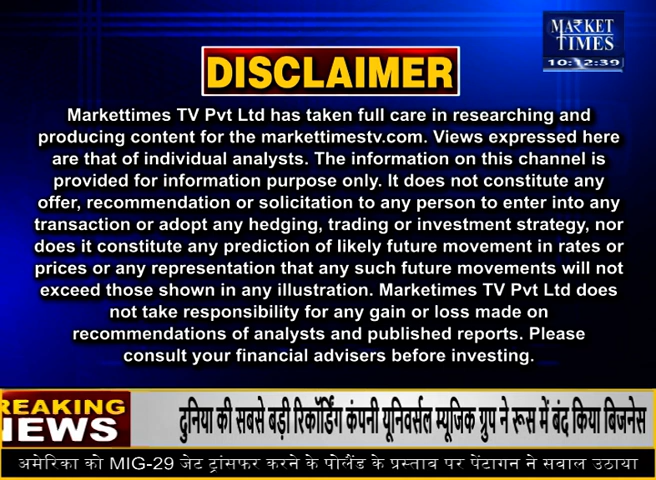 MARKET
TIMES
10:12:39
DISCLAIMER
Markettimes TV Pvt Ltd has taken full care in researching and
producing content for the markettimestv.com. Views expressed here
are that of individual analysts. The information on this channel is
provided for information purpose only. It does not constitute any
offer, recommendation or solicitation to any person to enter into any
transaction or adopt any hedging, trading or investment strategy, nor
does it constitute any prediction of likely future movement in rates or
prices or any representation that any such future movements will not
exceed those shown in any illustration. Marketimes TV Pvt Ltd does
not take responsibility for any gain or loss made on
recommendations of analysts and published reports. Please
consult your financial advisers before investing.
REAKING
NEWS
दुनिया की सबसे बड़ी रिकॉर्डिंग कंपनी यूनिवर्सल म्यूजिक ग्रुप ने रूस में बंद किया बिजनेस
अमेरिका को MIG-29 जेट ट्रांसफर करने के पोलैंड के प्रस्ताव पर पेंटागन ने सवाल उठाया